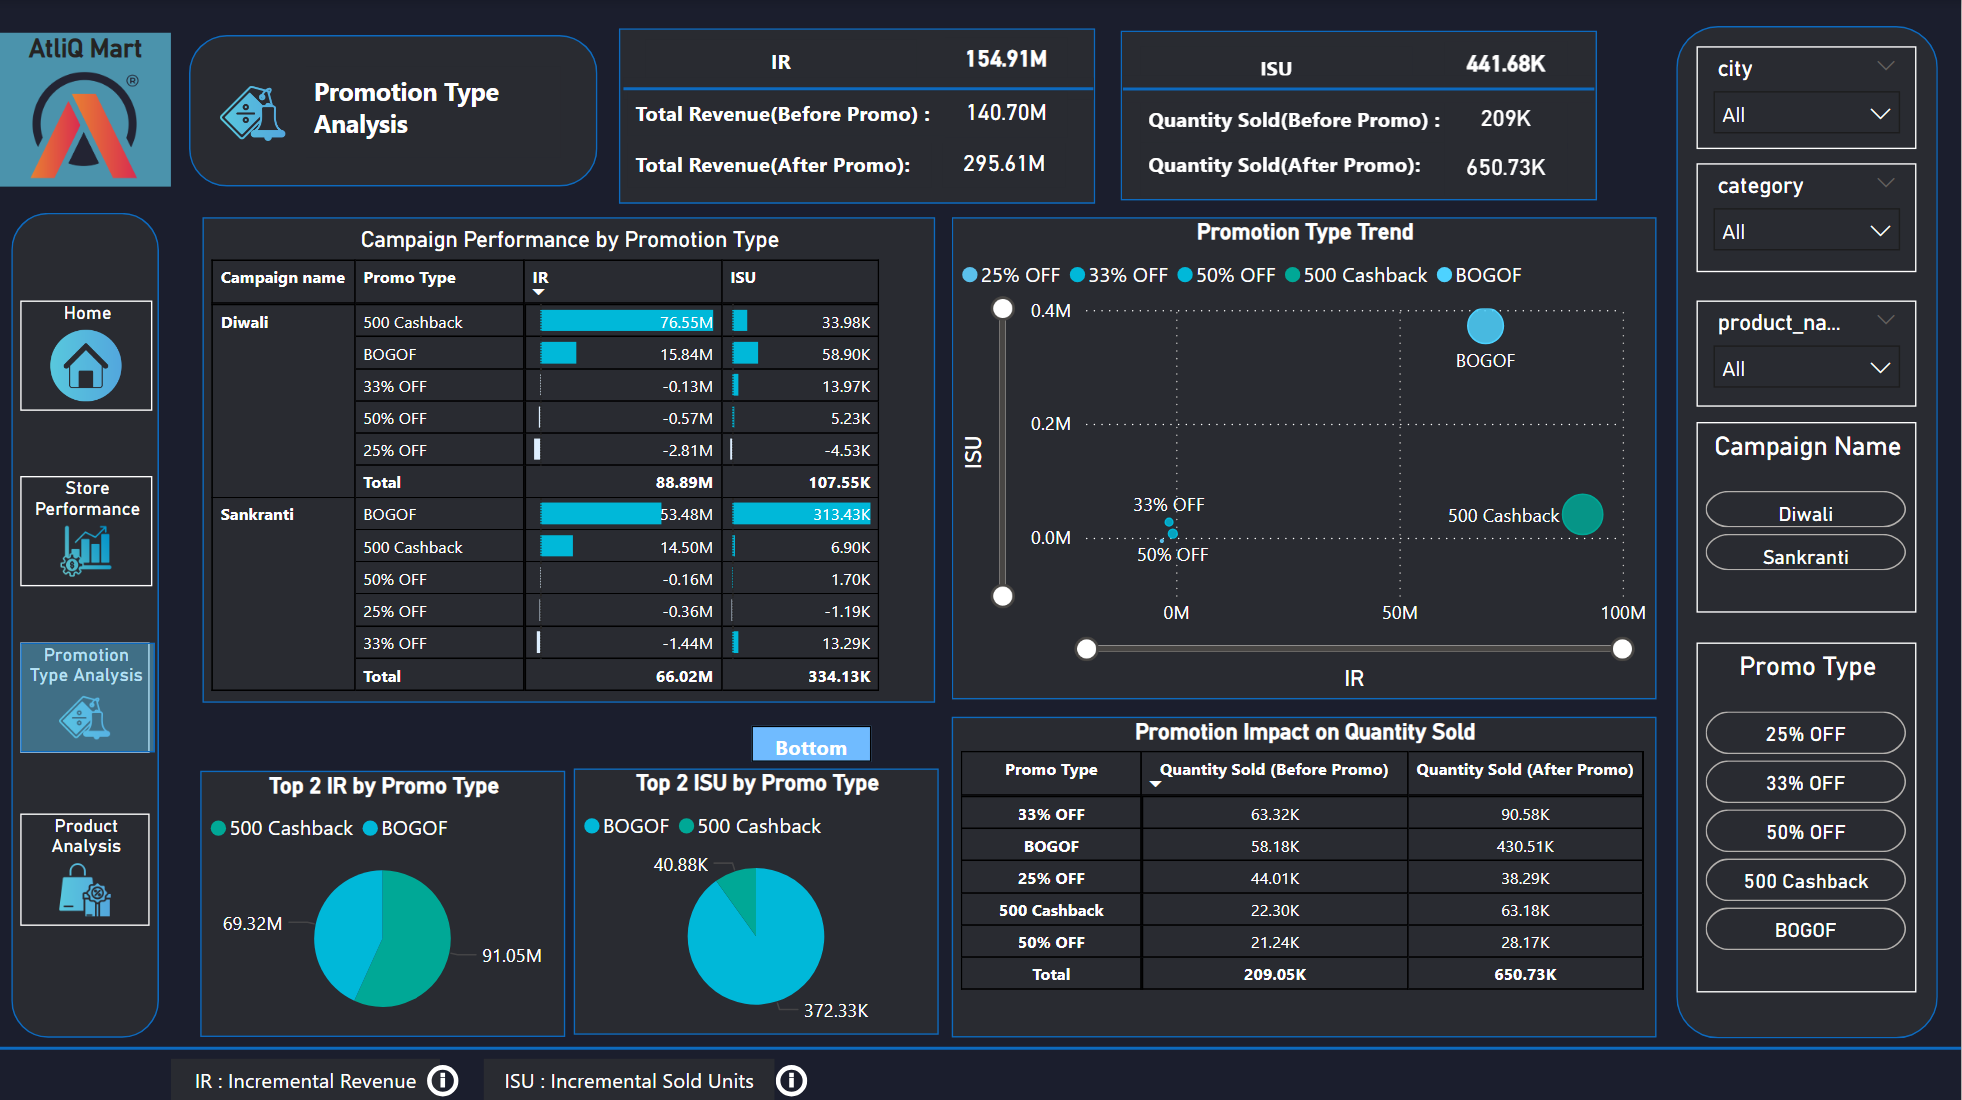 AtliQ Mart
®
Promotion Type
Analysis
IR 154.91M
Total Revenue(Before Promo) : 140.70M
Total Revenue(After Promo): 295.61M
ISU 441.68K
Quantity Sold(Before Promo) : 209K
Quantity Sold(After Promo): 650.73K
Home
Store
Performance
Promotion
Type Analysis
Product
Analysis
Campaign Performance by Promotion Type
Campaign name Promo Type IR ISU
Diwali 500 Cashback 76.55M 33.98K
BOGOF 15.84M 58.90K
33% OFF -0.13M 13.97K
50% OFF -0.57M 5.23K
25% OFF -2.81M -4.53K
Total 88.89M 107.55K
Sankranti BOGOF 53.48M 313.43K
500 Cashback 14.50M 6.90K
50% OFF -0.16M 1.70K
25% OFF -0.36M -1.19K
33% OFF -1.44M 13.29K
Total 66.02M 334.13K
Promotion Type Trend
25% OFF 33% OFF 50% OFF 500 Cashback BOGOF
0.4M
BOGOF
0.2M
ISU
33% OFF
500 Cashback
0.0M
50% OFF
0M 50M 100M
IR
Bottom
Top 2 IR by Promo Type
500 Cashback BOGOF
69.32M
91.05M
Top 2 ISU by Promo Type
BOGOF 500 Cashback
40.88K
372.33K
Promotion Impact on Quantity Sold
Promo Type Quantity Sold (Before Promo) Quantity Sold (After Promo)
33% OFF 63.32K 90.58K
BOGOF 58.18K 430.51K
25% OFF 44.01K 38.29K
500 Cashback 22.30K 63.18K
50% OFF 21.24K 28.17K
Total 209.05K 650.73K
city
All
category
All
product_na...
All
Campaign Name
Diwali
Sankranti
Promo Type
25% OFF
33% OFF
50% OFF
500 Cashback
BOGOF
IR : Incremental Revenue
ISU : Incremental Sold Units